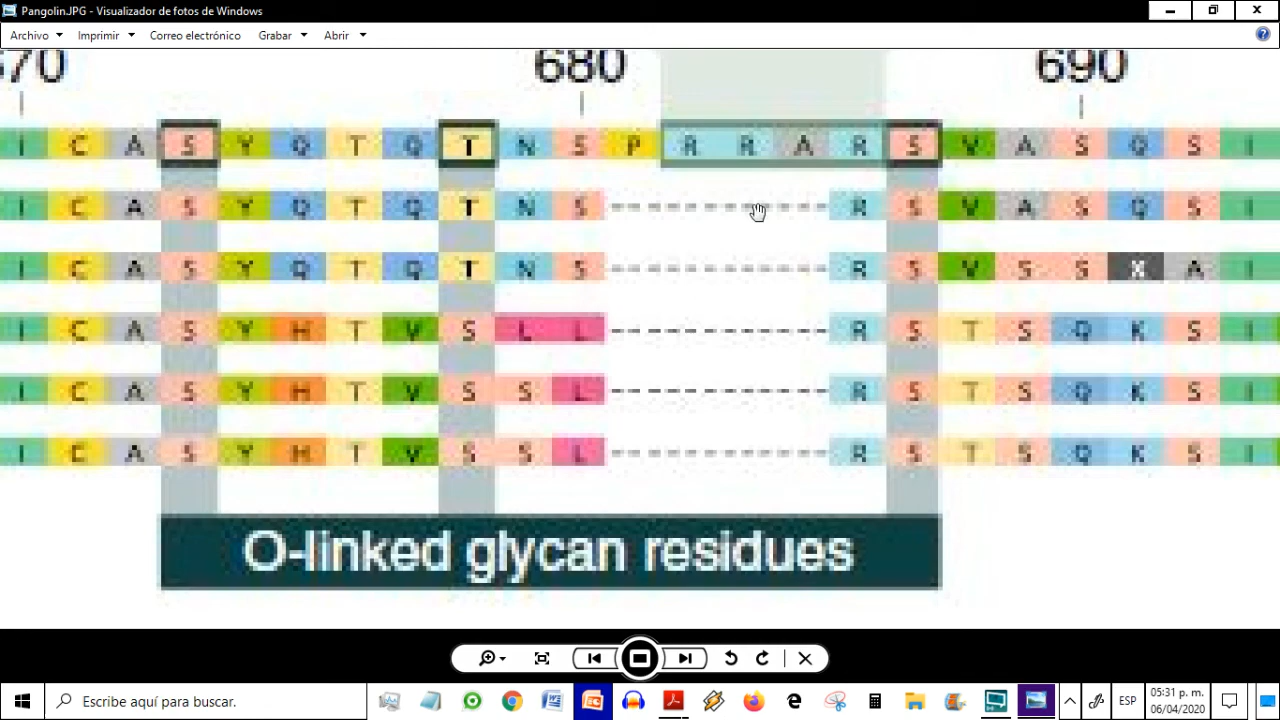 Pangolin.JPG - Visualizador de fotos de Windows
Archivo Imprimir Correo electrónico Grabar Abrir
670 680 690
I C A S Y Q T Q T N S P R R A R S V A S Q S I
I C A S Y Q T Q T N S ---------- R S V A S Q S I
I C A S Y Q T Q T N S ---------- R S V S S X A I
I C A S Y H T V S L L ---------- R S T S Q K S I
I C A S Y H T V S S L ---------- R S T S Q K S I
I C A S Y H T V S S L ---------- R S T S Q K S I
O-linked glycan residues
Escribe aquí para buscar.
ESP
05:31 p. m.
06/04/2020